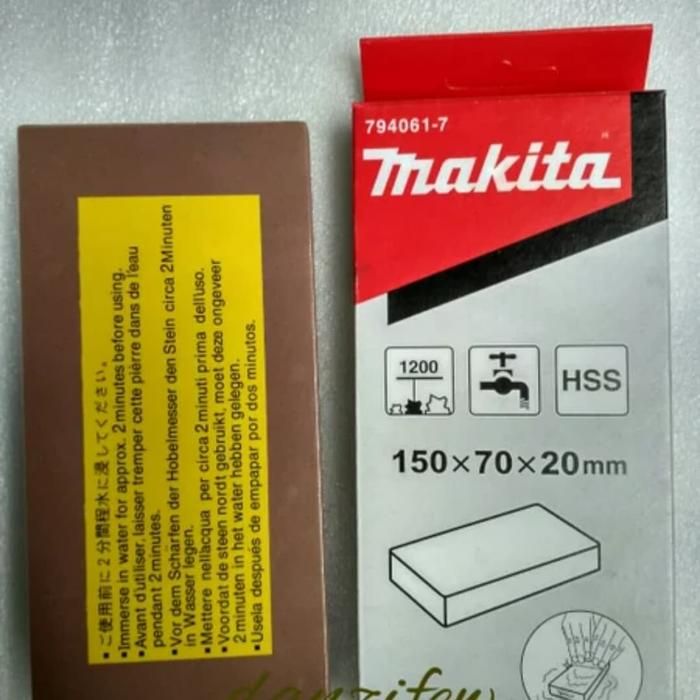 • ご使用前に2分間程水に浸してください。
• Immerse in water for approx. 2 minutes before using.
• Avant d'utiliser, laisser tremper cette pièrre dans de l'eau
pendant 2 minutes.
• Vor dem Schärfen der Hobelmesser den Stein circa 2 Minuten
in Wasser legen.
• Mettere nell'acqua per circa 2 minuti prima dell'uso.
• Voordat de steen nordt gebruikt, moet deze ongeveer
2 minuten in het water hebben gelegen.
• Usela después de empapar por dos minutos.
794061-7
makita
1200
HSS
150×70×20mm
danzifen